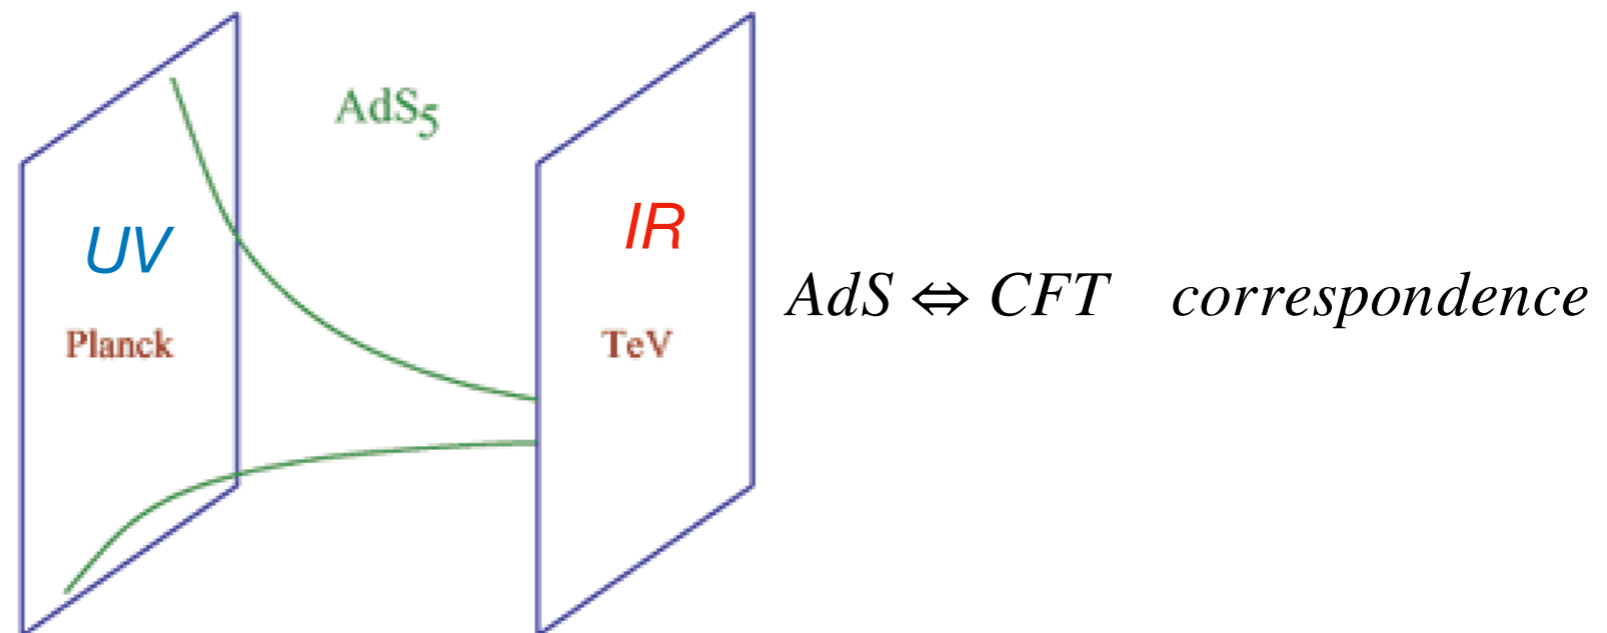 AdS5
UV
IR
Planck
TeV
AdS ⇔ CFT correspondence